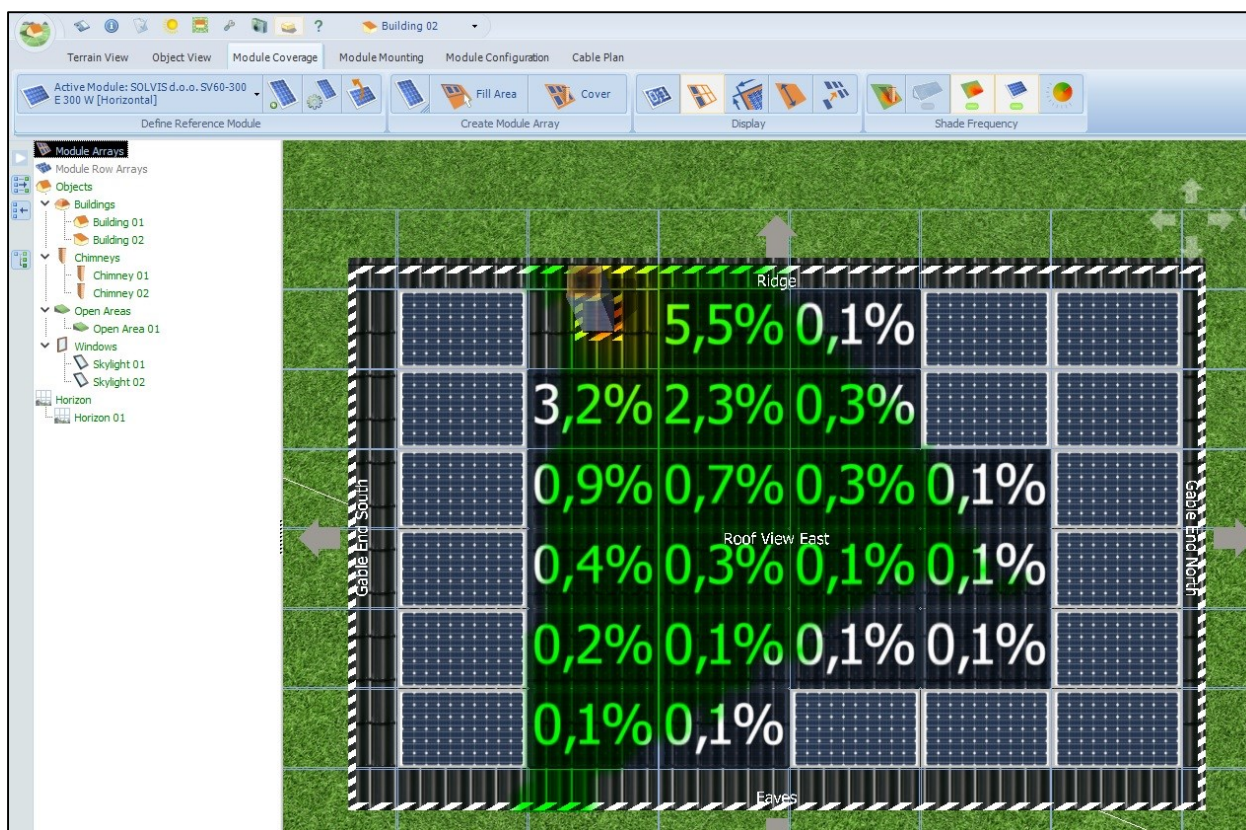 ? Building 02
Terrain View Object View Module Coverage Module Mounting Module Configuration Cable Plan
Active Module: SOLVIS d.o.o. SV60-300
E 300 W [Horizontal]
Fill Area Cover
Define Reference Module Create Module Array Display Shade Frequency
Module Arrays
Module Row Arrays
Objects
Buildings
Building 01
Building 02
Chimneys
Chimney 01
Chimney 02
Open Areas
Open Area 01
Windows
Skylight 01
Skylight 02
Horizon
Horizon 01
Ridge
5,5% 0,1%
3,2% 2,3% 0,3%
0,9% 0,7% 0,3% 0,1%
Gable End South
Roof View East
Gable End North
0,4% 0,3% 0,1% 0,1%
0,2% 0,1% 0,1% 0,1%
0,1% 0,1%
Eaves